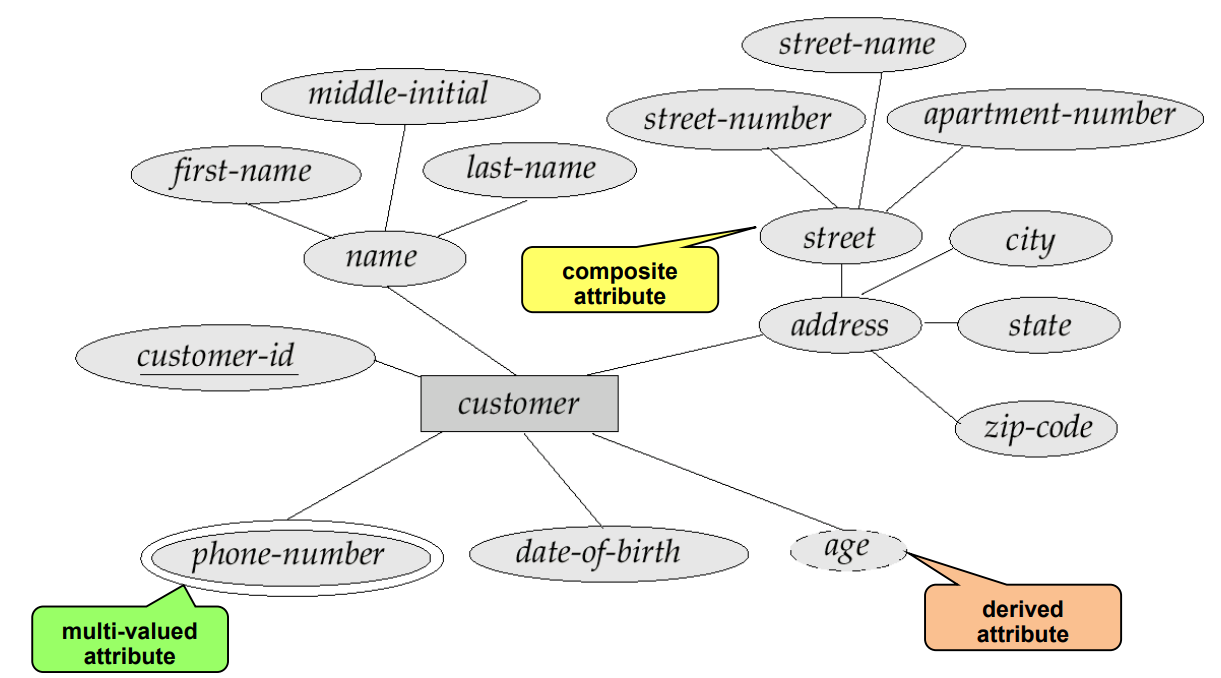 street-name
middle-initial
street-number
apartment-number
first-name
last-name
street
city
name
composite
attribute
address
state
customer-id
customer
zip-code
phone-number
date-of-birth
age
multi-valued
attribute
derived
attribute